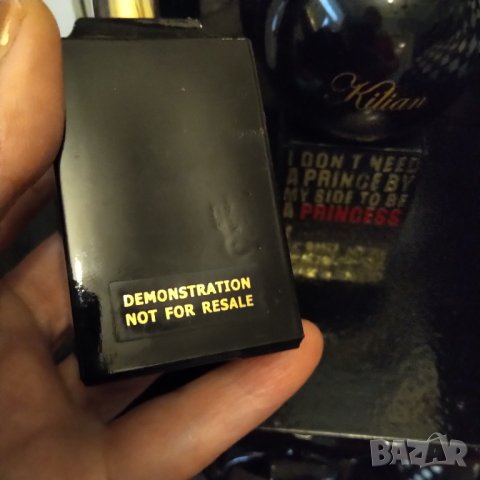 Kilian
I DON'T NEED
A PRINCE BY
MY SIDE TO BE
A PRINCESS
DEMONSTRATION
NOT FOR RESALE
BAZAR